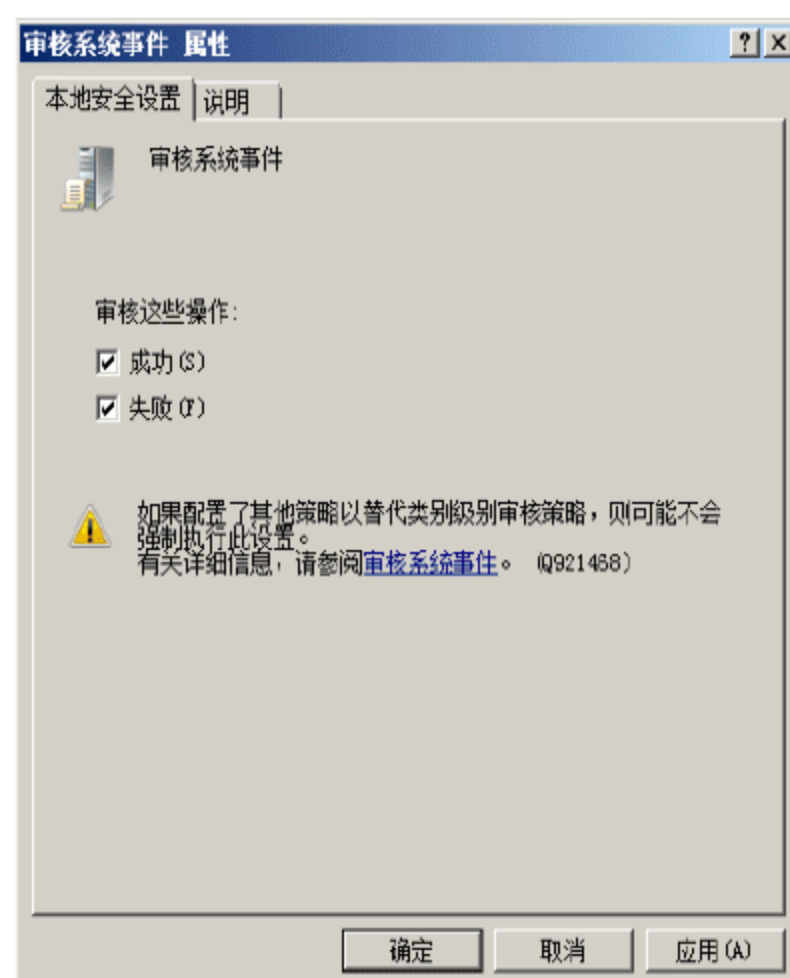 审核系统事件 属性
? ×
本地安全设置 说明
审核系统事件
审核这些操作:
成功(S)
失败(F)
如果配置了其他策略以替代类别级别审核策略，则可能不会
强制执行此设置。
有关详细信息，请参阅审核系统事件。 (Q921468)
确定 取消 应用(A)